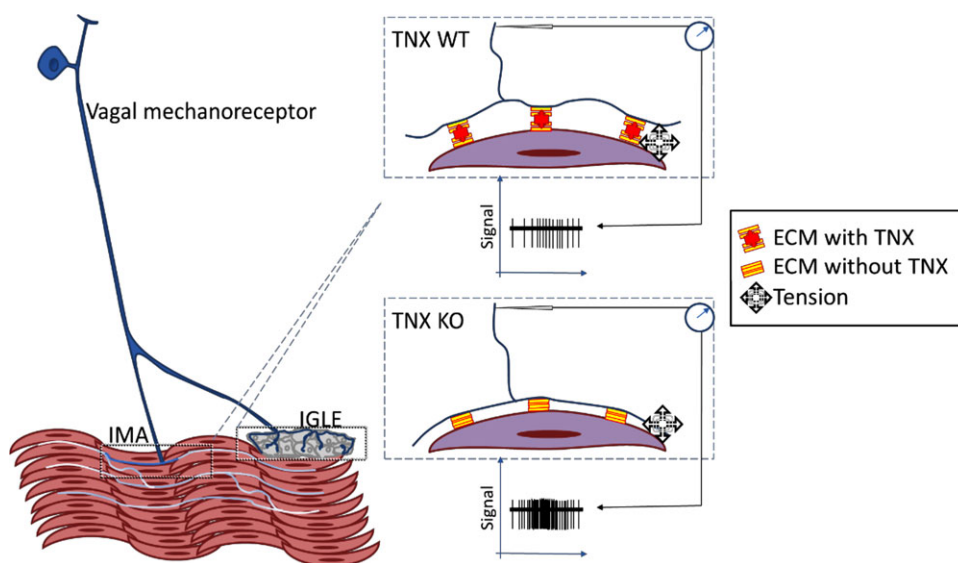 TNX WT
Vagal mechanoreceptor
Signal
ECM with TNX
ECM without TNX
Tension
TNX KO
IGLE
IMA
Signal